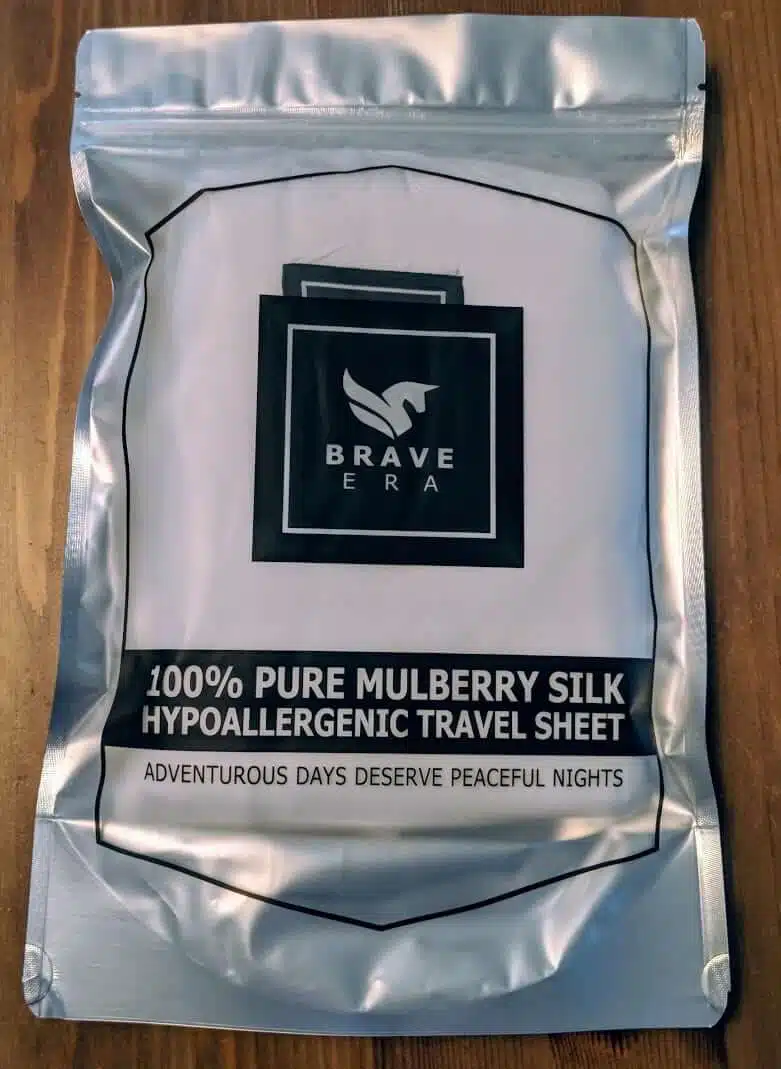 BRAVE
ERA
100% PURE MULBERRY SILK
HYPOALLERGENIC TRAVEL SHEET
ADVENTUROUS DAYS DESERVE PEACEFUL NIGHTS